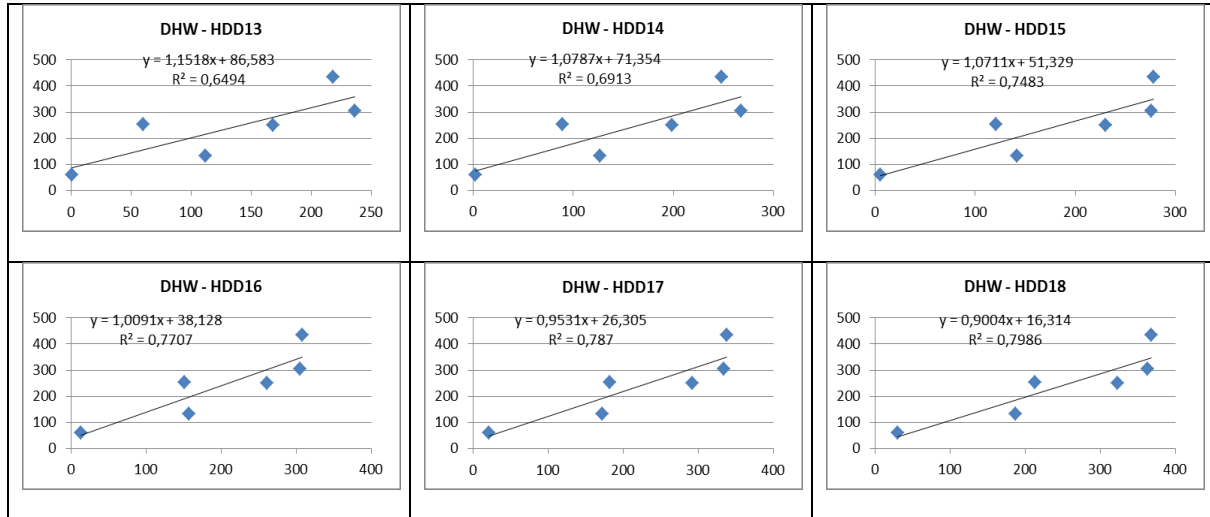 DHW - HDD13
y = 1,1518x + 86,583
R² = 0,6494
500
400
300
200
100
0
0 50 100 150 200 250
DHW - HDD14
y = 1,0787x + 71,354
R² = 0,6913
500
400
300
200
100
0
0 100 200 300
DHW - HDD15
y = 1,0711x + 51,329
R² = 0,7483
500
400
300
200
100
0
0 100 200 300
DHW - HDD16
y = 1,0091x + 38,128
R² = 0,7707
500
400
300
200
100
0
0 100 200 300 400
DHW - HDD17
y = 0,9531x + 26,305
R² = 0,787
500
400
300
200
100
0
0 100 200 300 400
DHW - HDD18
y = 0,9004x + 16,314
R² = 0,7986
500
400
300
200
100
0
0 100 200 300 400